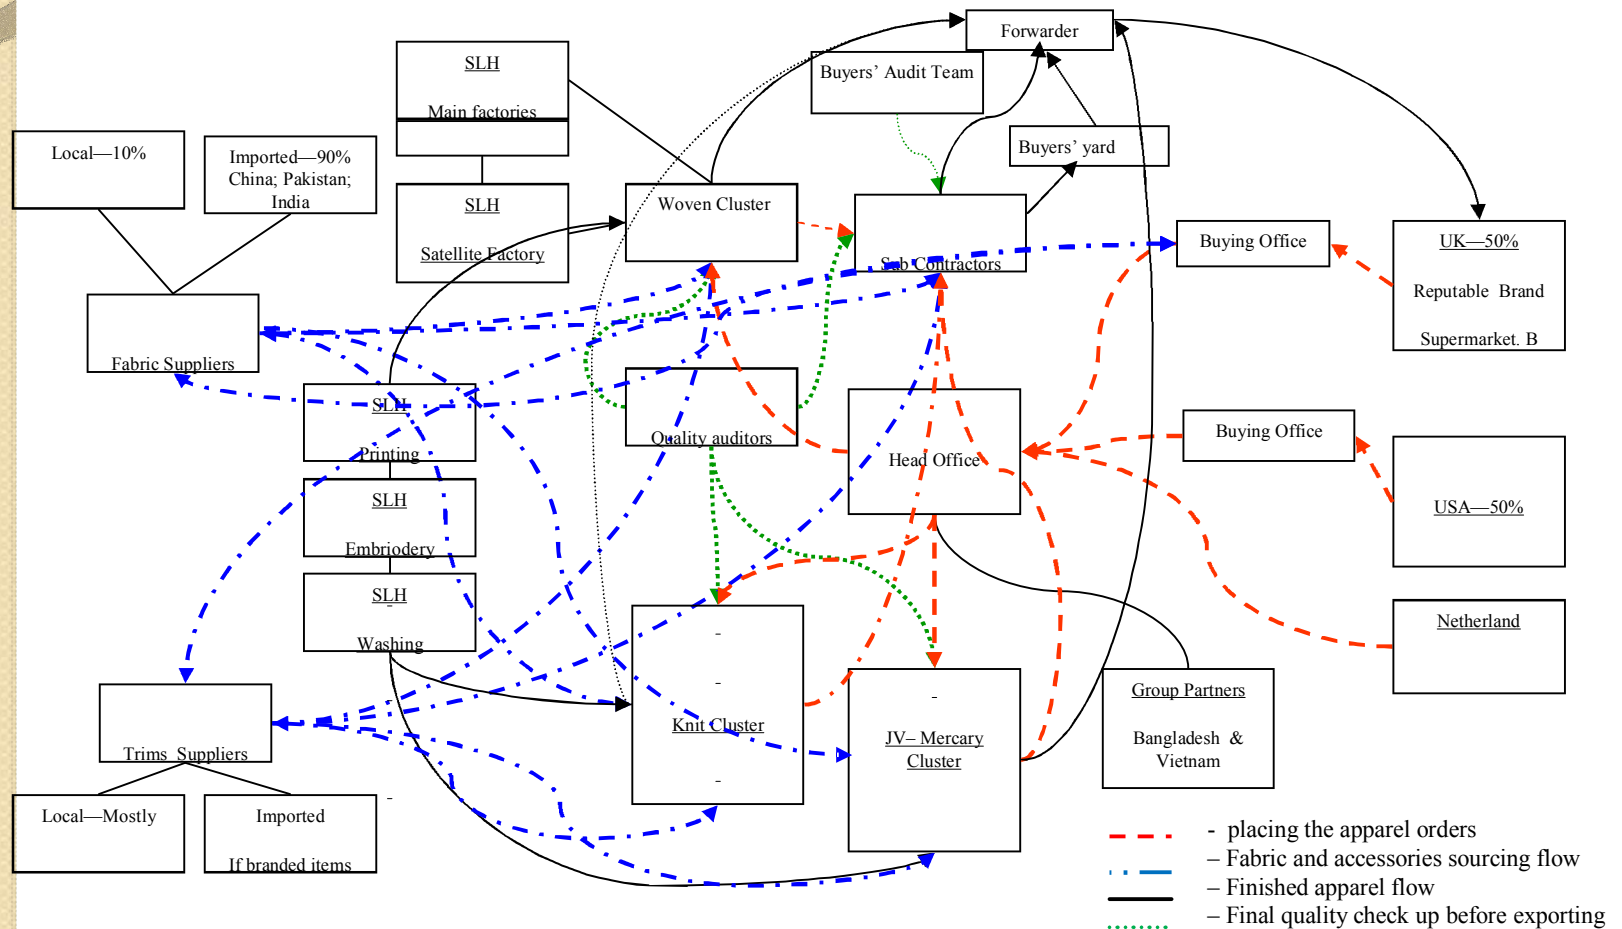 Forwarder
SLH
Main factories
Buyers’ Audit Team
Buyers’ yard
Local—10%
Imported—90%
China; Pakistan;
India
SLH
Satellite Factory
Woven Cluster
Sub Contractors
Buying Office
UK—50%
Reputable Brand
Supermarket. B
Fabric Suppliers
SLH
Printing
Quality auditors
Head Office
Buying Office
USA—50%
SLH
Embriodery
SLH
-
Washing
Netherland
-
-
Knit Cluster
-
-
JV– Mercary
Cluster
Group Partners
Bangladesh &
Vietnam
-
Trims Suppliers
-
Local—Mostly
Imported
If branded items
- placing the apparel orders
– Fabric and accessories sourcing flow
– Finished apparel flow
– Final quality check up before exporting